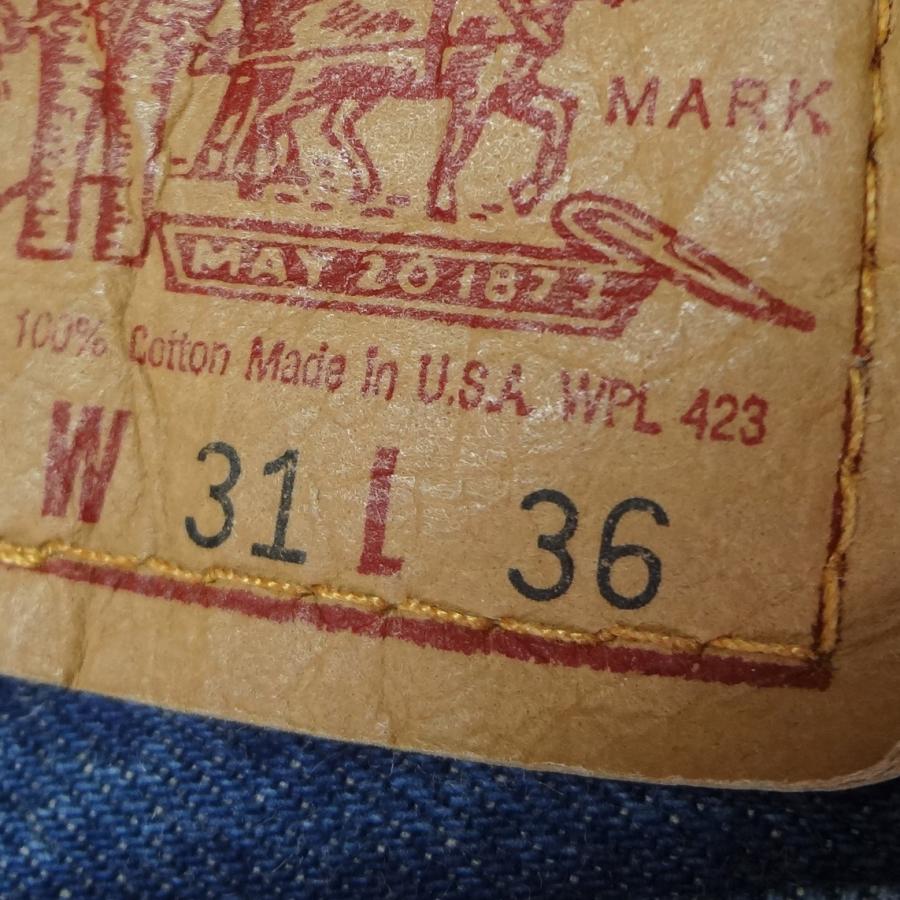 MARK
MAY 20 1873
100% Cotton Made in U.S.A. WPL 423
W 31 L 36